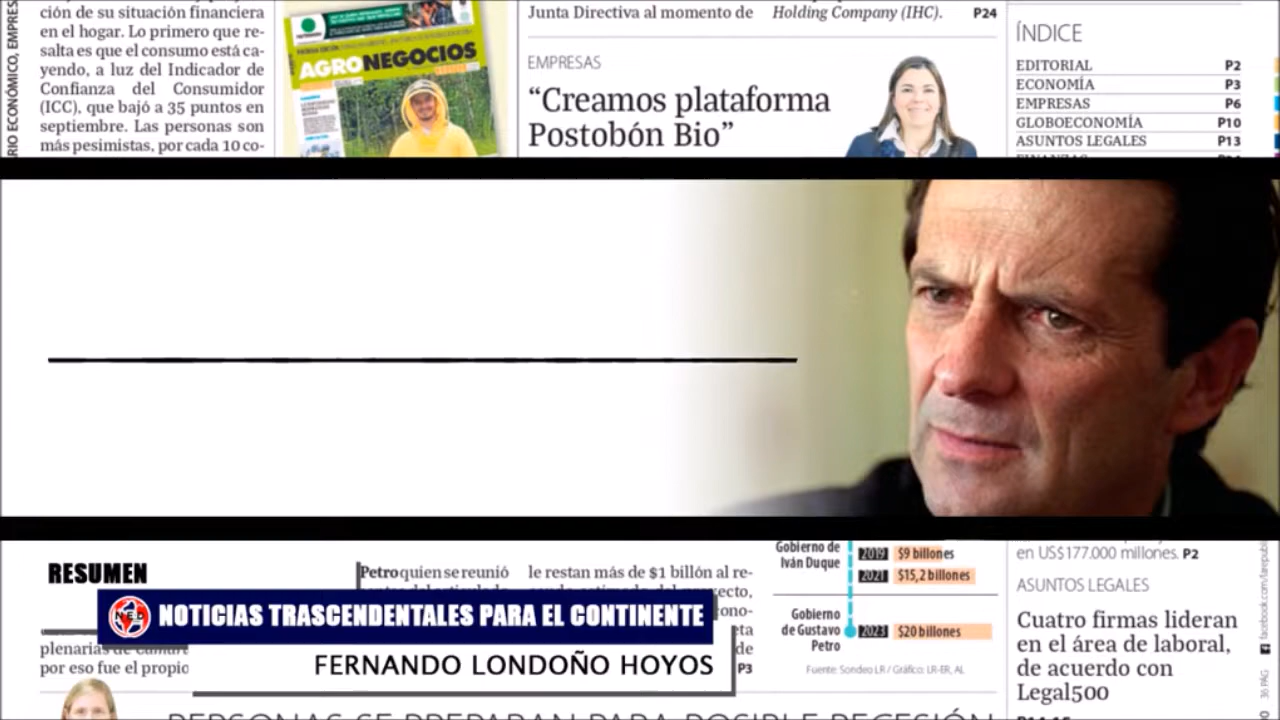 ción de su situación financiera
en el hogar. Lo primero que re-
salta es que el consumo está ca-
yendo, a luz del Indicador de
Confianza del Consumidor
(ICC), que bajó a 35 puntos en
septiembre. Las personas son
más pesimistas, por cada 10 co-
AGRONEGOCIOS
Junta Directiva al momento de
Holding Company (IHC). P24
EMPRESAS
“Creamos plataforma
Postobón Bio”
ÍNDICE
EDITORIAL P2
ECONOMÍA P3
EMPRESAS P6
GLOBOECONOMÍA P10
ASUNTOS LEGALES P13
RESUMEN
Petro quien se reunió
le restan más de $1 billón al re-
P3
plenarias de
por eso fue el propio
NOTICIAS TRASCENDENTALES PARA EL CONTINENTE
FERNANDO LONDOÑO HOYOS
Gobierno de
Iván Duque
2019 $9 billones
2021 $15,2 billones
Gobierno
de Gustavo
Petro
2023 $20 billones
Fuente: Sondeo LR / Gráfico: LR-ER, AL
en US$177.000 millones. P2
ASUNTOS LEGALES
Cuatro firmas lideran
en el área de laboral,
de acuerdo con
Legal500
PERSONAS SE PREPARAN PARA POSIBLE RECESIÓN